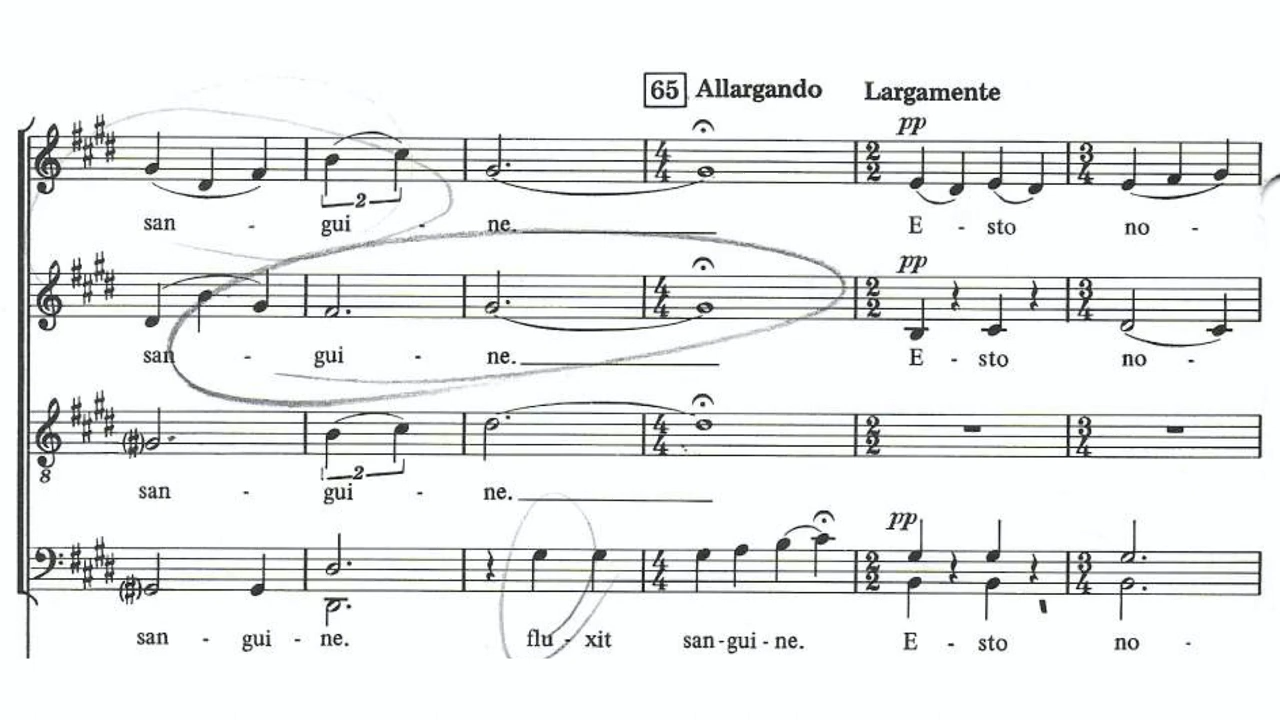 65 Allargando Largamente
pp
san - gui - ne. E - sto no -
pp
san - gui - ne. E - sto no -
8
san - gui - ne.
pp
san - gui - ne. flu - xit san - gui - ne. E - sto no -